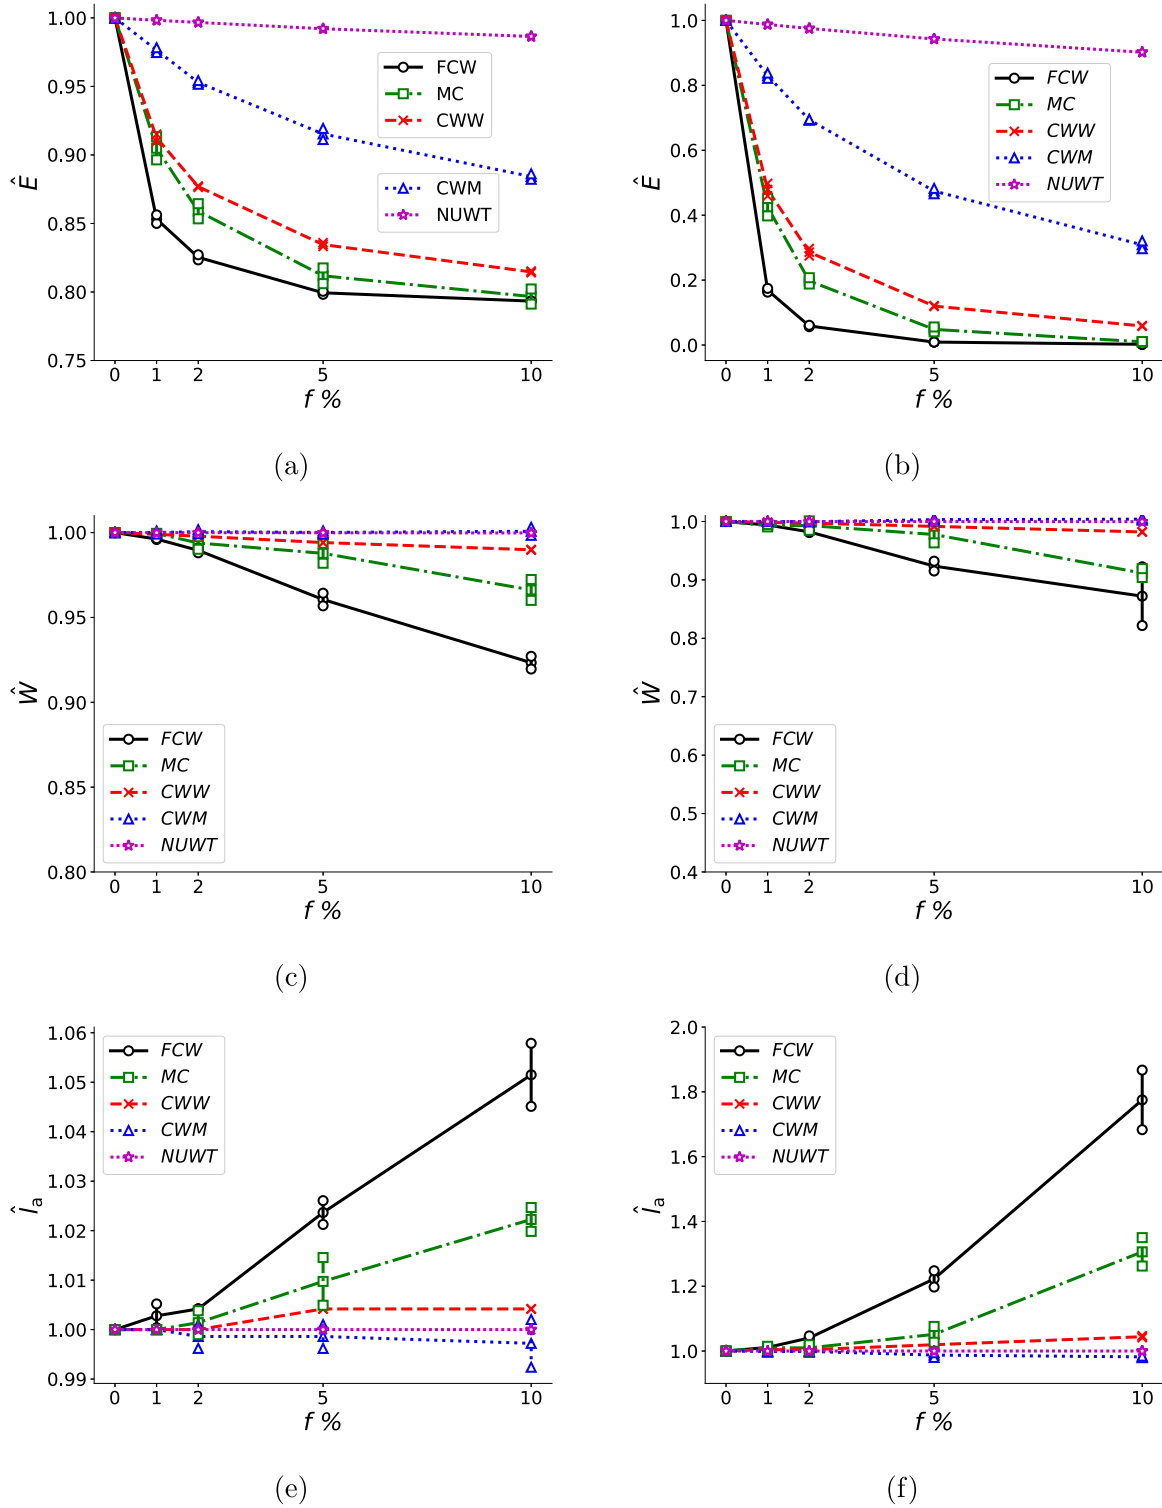 1.00
0.95
0.90
0.85
0.80
0.75
Ê
0 1 2 5 10
f %
FCW
MC
CWW
CWM
NUWT
(a)
1.0
0.8
0.6
0.4
0.2
0.0
Ê
0 1 2 5 10
f %
FCW
MC
CWW
CWM
NUWT
(b)
1.00
0.95
0.90
0.85
0.80
Ŵ
0 1 2 5 10
f %
FCW
MC
CWW
CWM
NUWT
(c)
1.0
0.9
0.8
0.7
0.6
0.5
0.4
Ŵ
0 1 2 5 10
f %
FCW
MC
CWW
CWM
NUWT
(d)
1.06
1.05
1.04
1.03
1.02
1.01
1.00
0.99
Î_a
0 1 2 5 10
f %
FCW
MC
CWW
CWM
NUWT
(e)
2.0
1.8
1.6
1.4
1.2
1.0
Î_a
0 1 2 5 10
f %
FCW
MC
CWW
CWM
NUWT
(f)